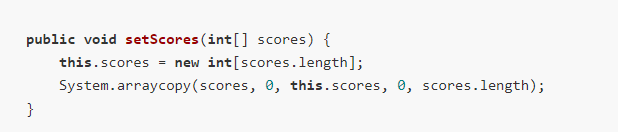 public void setScores(int[] scores) {
    this.scores = new int[scores.length];
    System.arraycopy(scores, 0, this.scores, 0, scores.length);
}